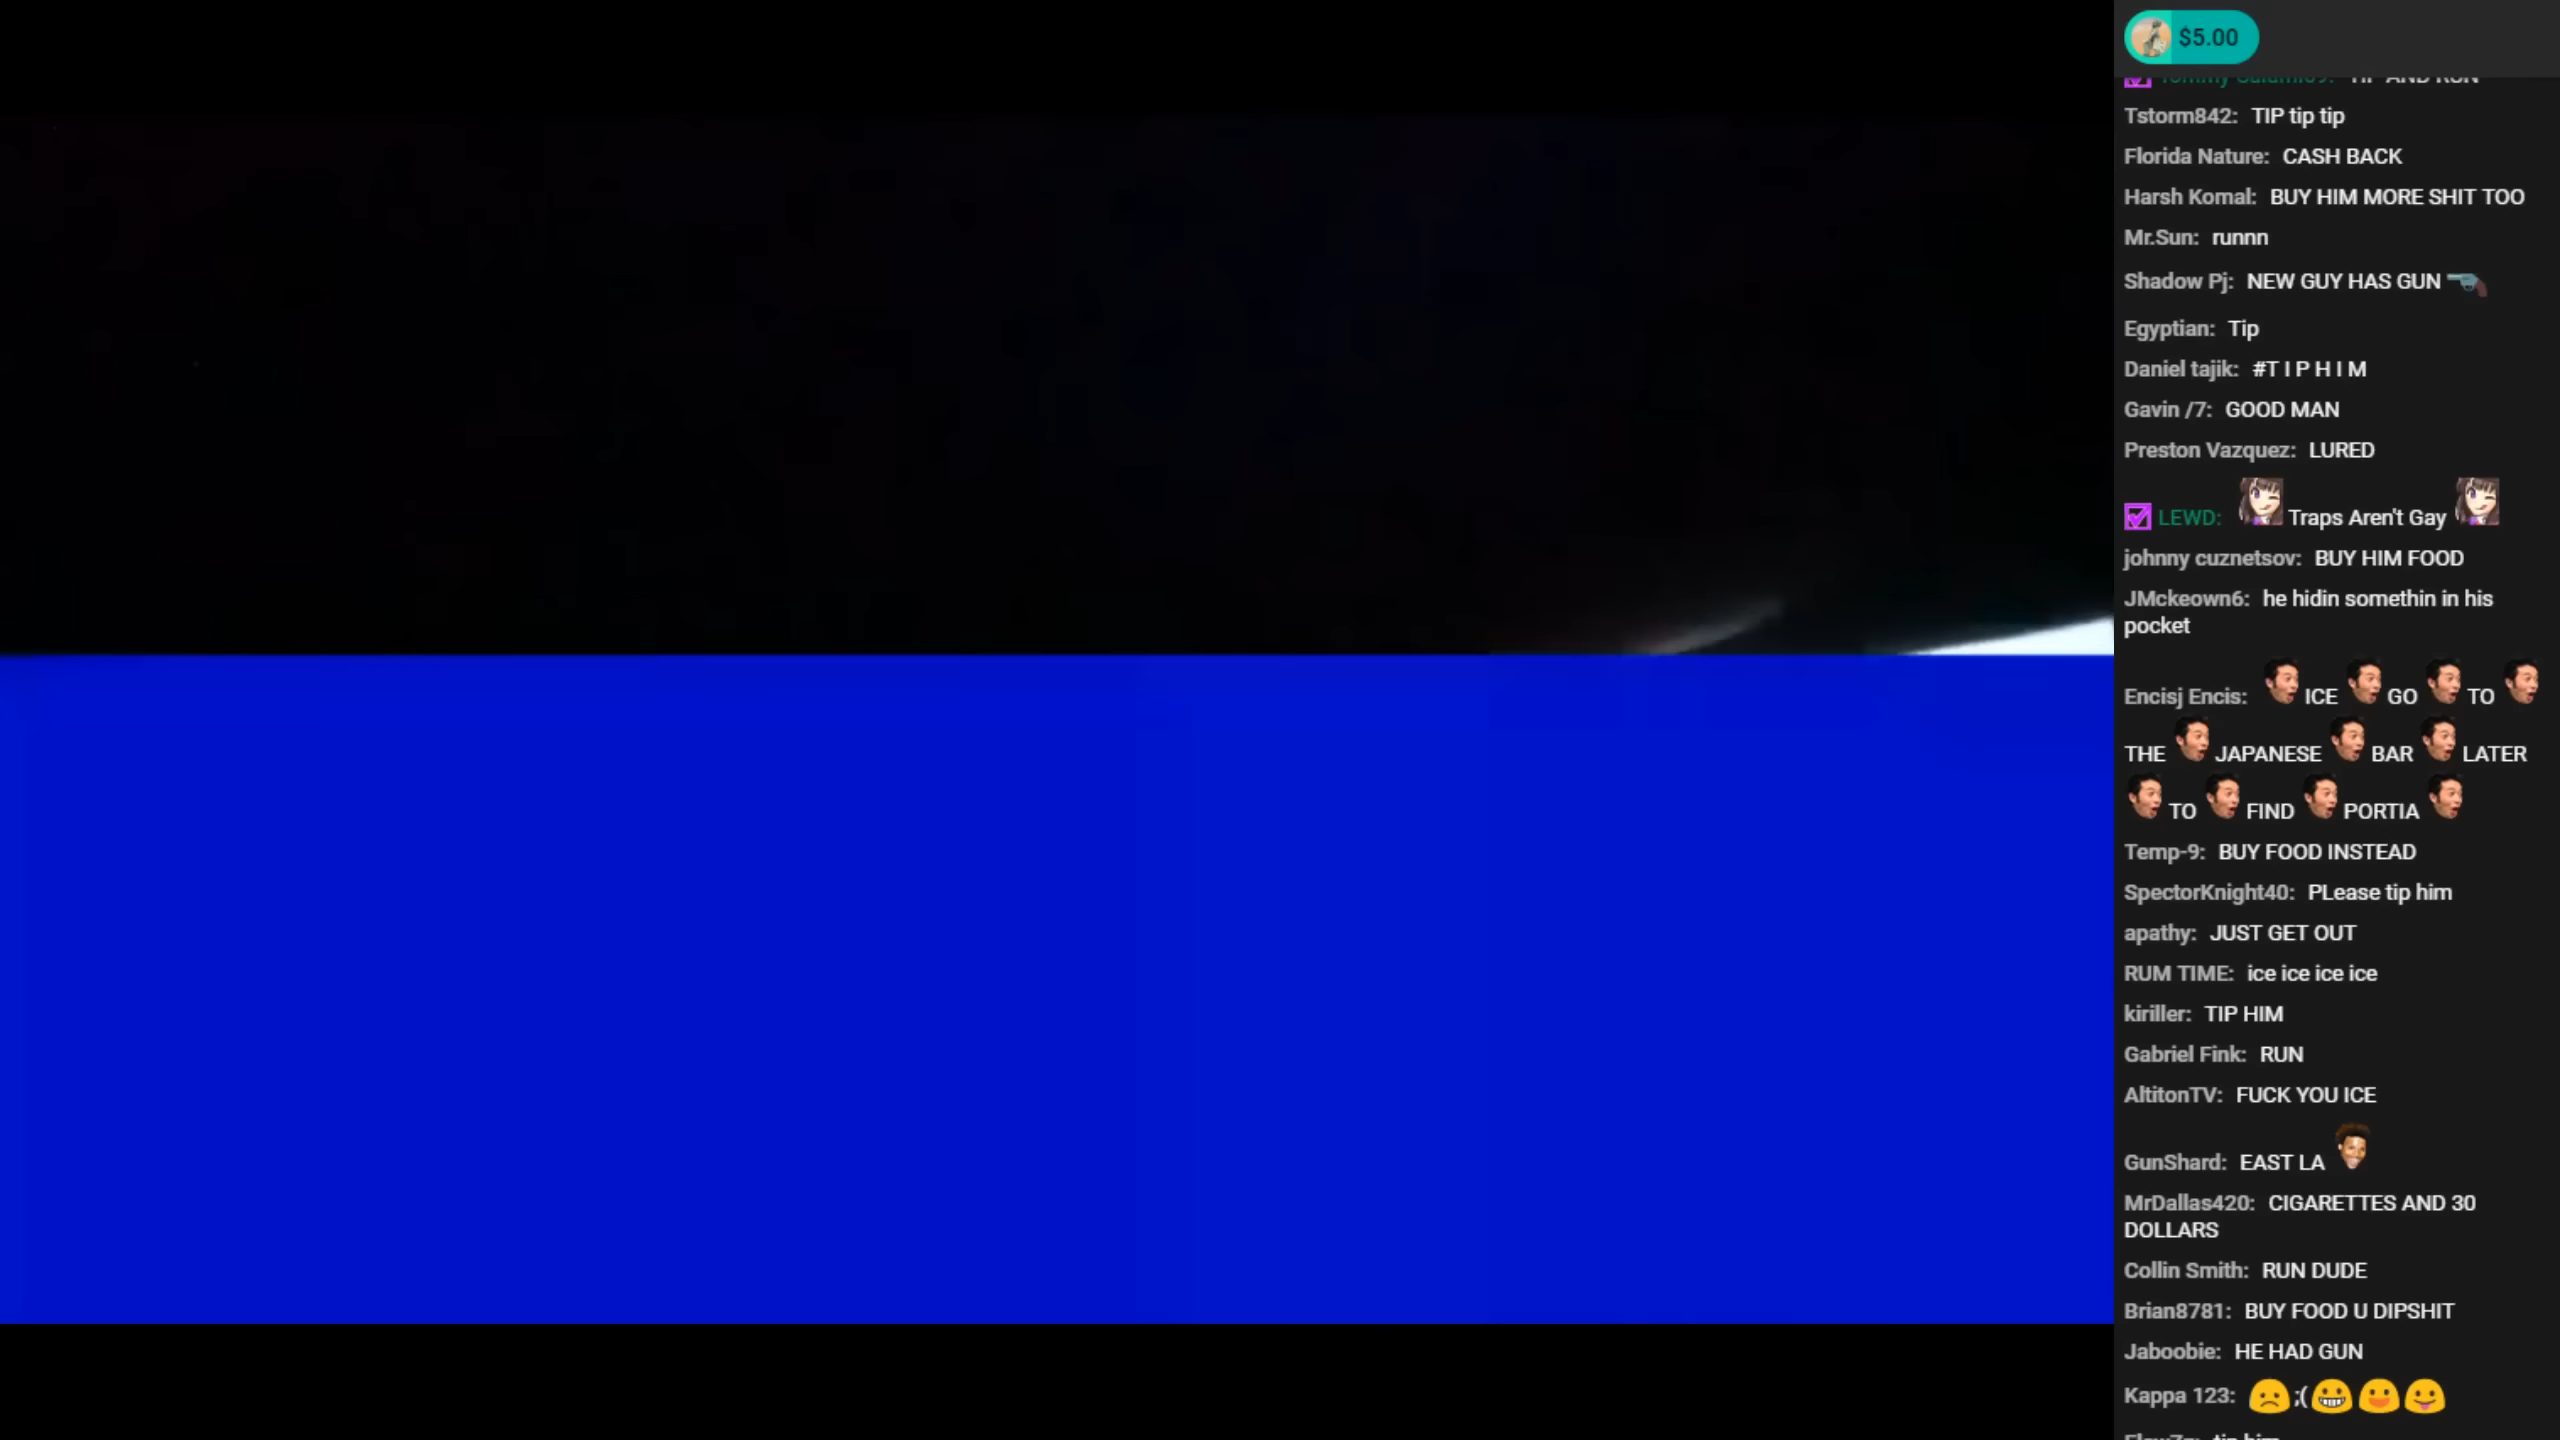 $5.00
AND RUN
Tstorm842: TIP tip tip
Florida Nature: CASH BACK
Harsh Komal: BUY HIM MORE SHIT TOO
Mr.Sun: runnn
Shadow Pj: NEW GUY HAS GUN
Egyptian: Tip
Daniel tajik: #T I P H I M
Gavin /7: GOOD MAN
Preston Vazquez: LURED
LEWD: Traps Aren't Gay
johnny cuznetsov: BUY HIM FOOD
JMckeown6: he hidin somethin in his
pocket
Encisj Encis: ICE GO TO
THE JAPANESE BAR LATER
TO FIND PORTIA
Temp-9: BUY FOOD INSTEAD
SpectorKnight40: PLease tip him
apathy: JUST GET OUT
RUM TIME: ice ice ice ice
kiriller: TIP HIM
Gabriel Fink: RUN
AltitonTV: FUCK YOU ICE
GunShard: EAST LA
MrDallas420: CIGARETTES AND 30
DOLLARS
Collin Smith: RUN DUDE
Brian8781: BUY FOOD U DIPSHIT
Jaboobie: HE HAD GUN
Kappa 123: ;(
tip him